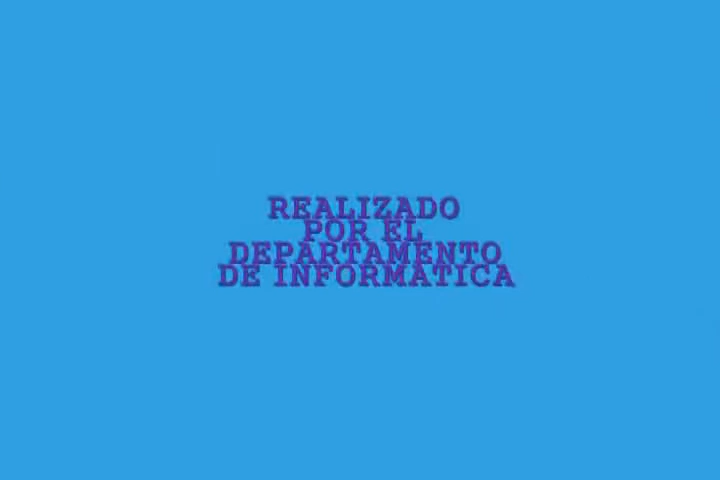 REALIZADO
POR EL
DEPARTAMENTO
DE INFORMATICA